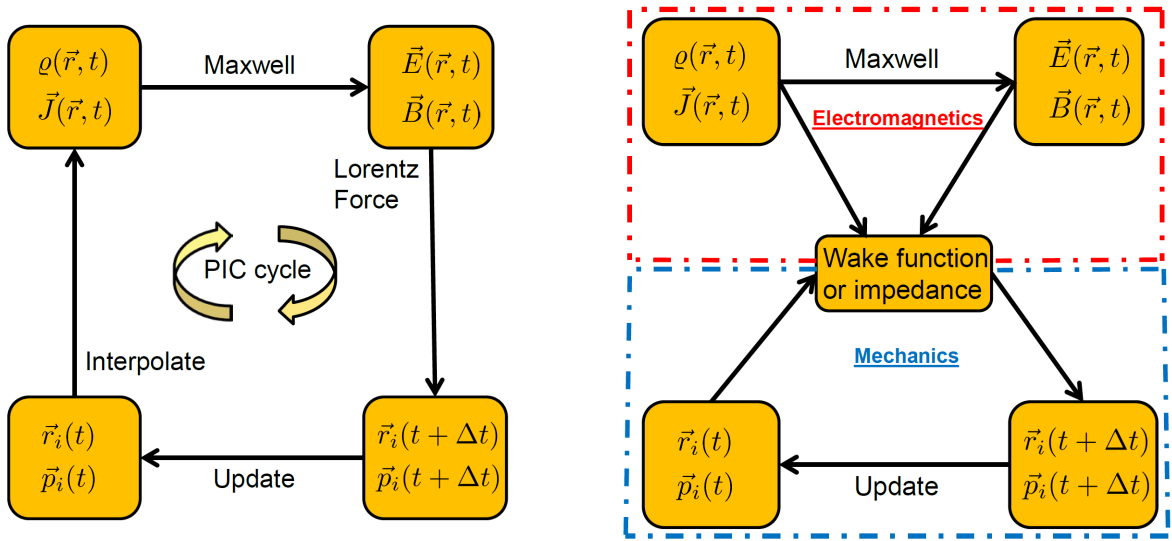 ϱ(r⃗, t)
J⃗(r⃗, t)
Maxwell
E⃗(r⃗, t)
B⃗(r⃗, t)
Lorentz
Force
PIC cycle
Interpolate
r⃗ᵢ(t)
p⃗ᵢ(t)
Update
r⃗ᵢ(t + Δt)
p⃗ᵢ(t + Δt)
ϱ(r⃗, t)
J⃗(r⃗, t)
Maxwell
E⃗(r⃗, t)
B⃗(r⃗, t)
Electromagnetics
Wake function
or impedance
Mechanics
r⃗ᵢ(t)
p⃗ᵢ(t)
Update
r⃗ᵢ(t + Δt)
p⃗ᵢ(t + Δt)